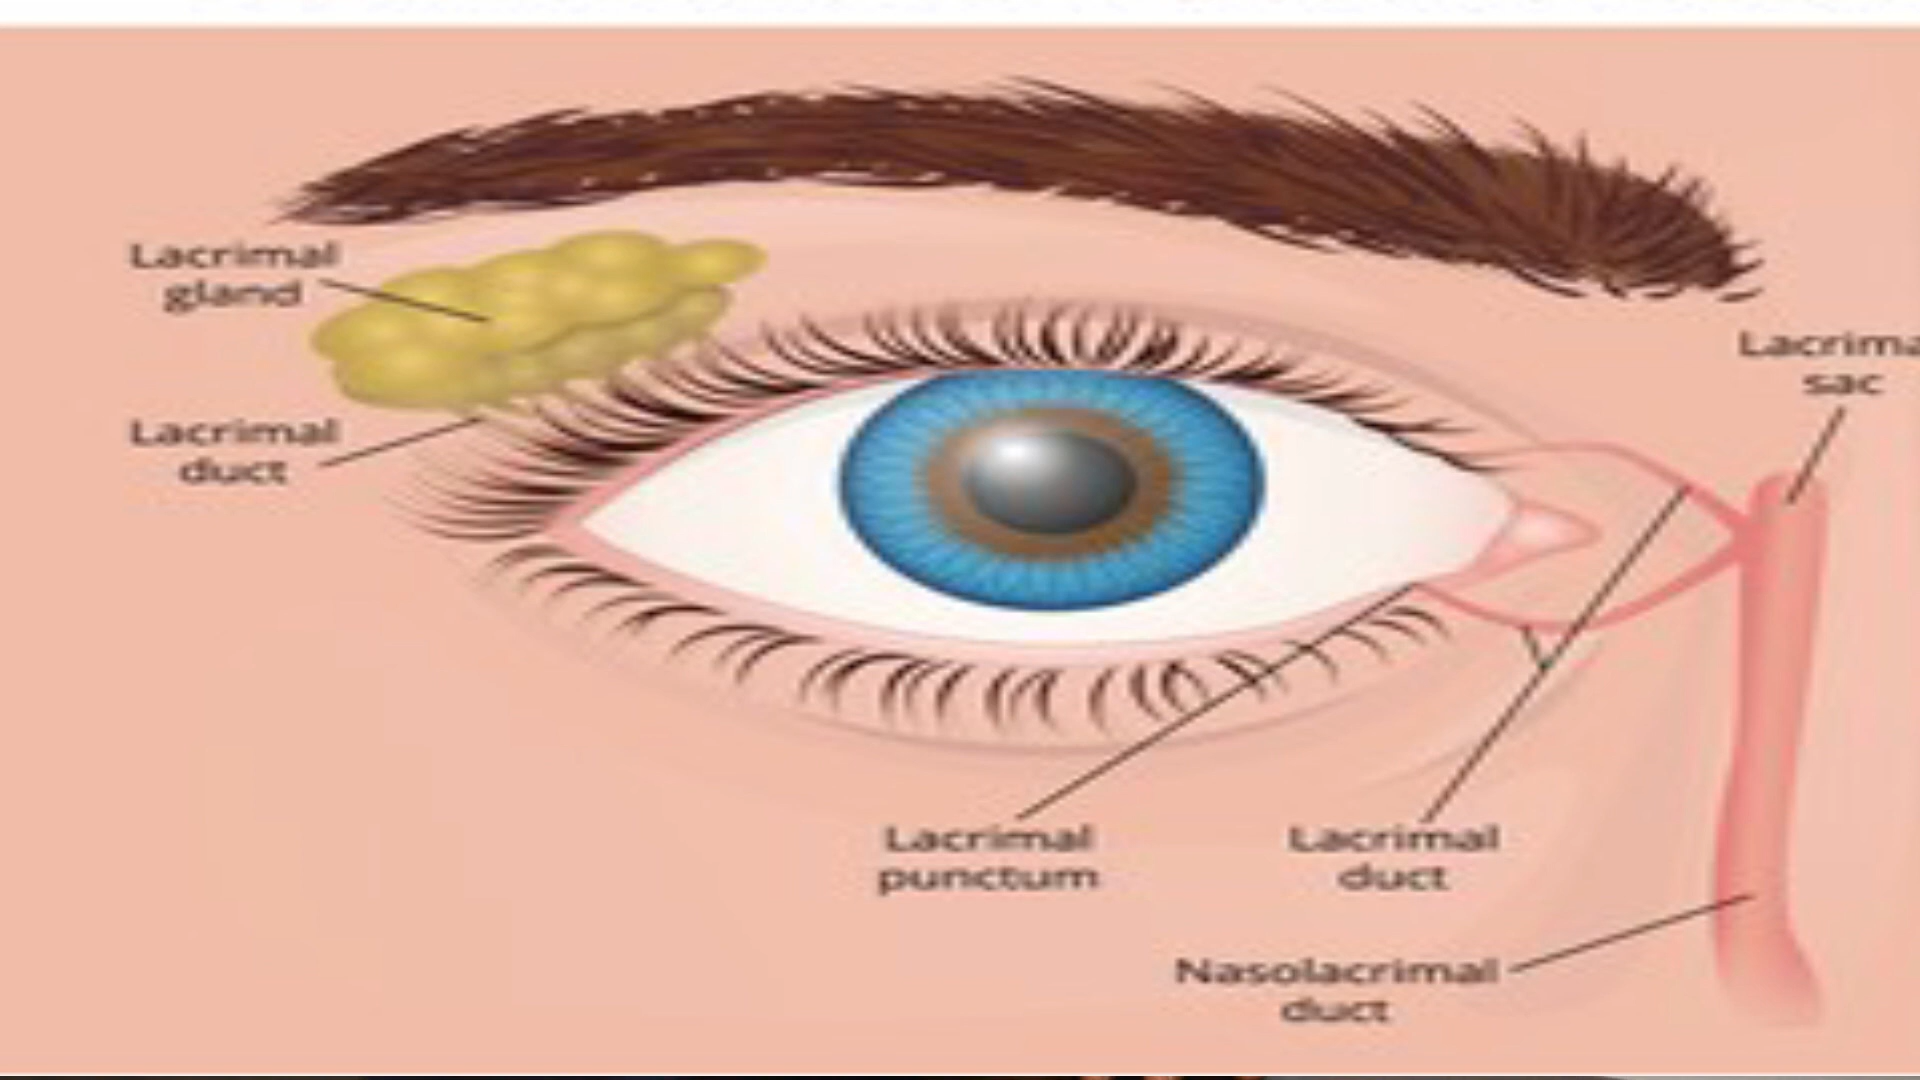 Lacrimal
gland
Lacrimal
duct
Lacrima
sac
Lacrimal
punctum
Lacrimal
duct
Nasolacrimal
duct